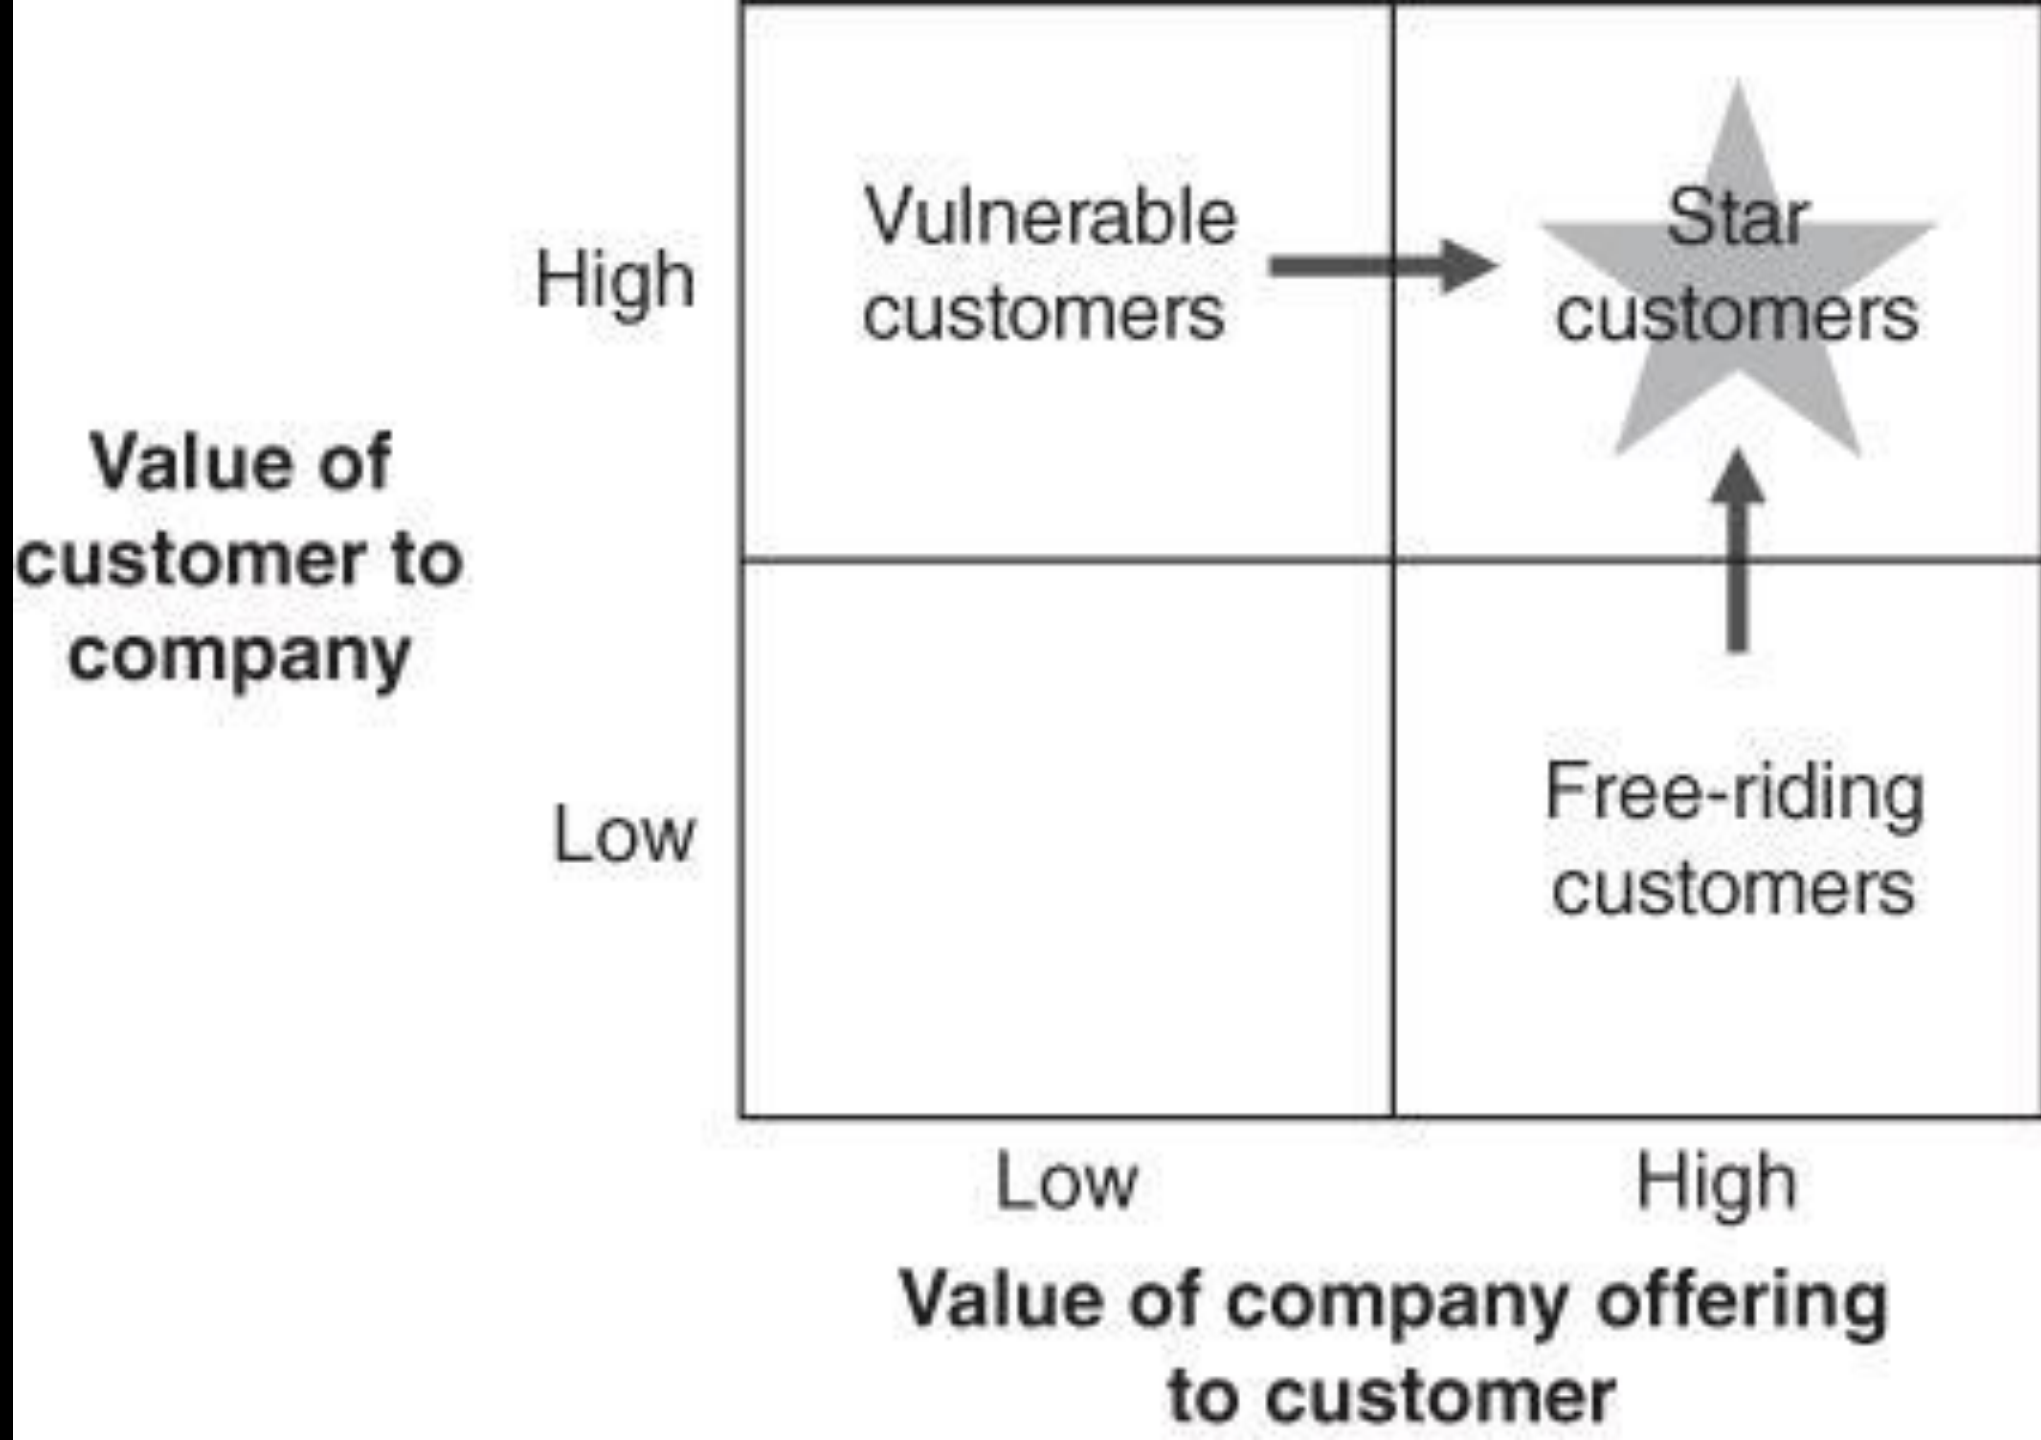 Vulnerable
customers
Star
customers
High
Value of
customer to
company
Low
Free-riding
customers
Low
High
Value of company offering
to customer